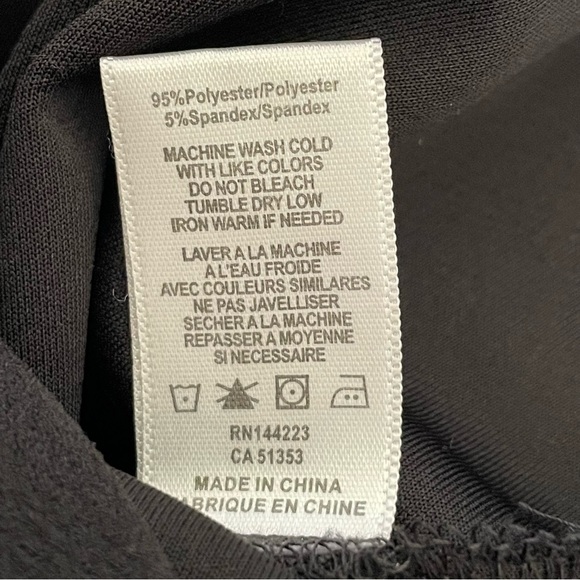 95%Polyester/Polyester
5%Spandex/Spandex
MACHINE WASH COLD
WITH LIKE COLORS
DO NOT BLEACH
TUMBLE DRY LOW
IRON WARM IF NEEDED
LAVER A LA MACHINE
A L'EAU FROIDE
AVEC COULEURS SIMILARES
NE PAS JAVELLISER
SECHER A LA MACHINE
REPASSER A MOYENNE
SI NECESSAIRE
RN144223
CA 51353
MADE IN CHINA
FABRIQUE EN CHINE